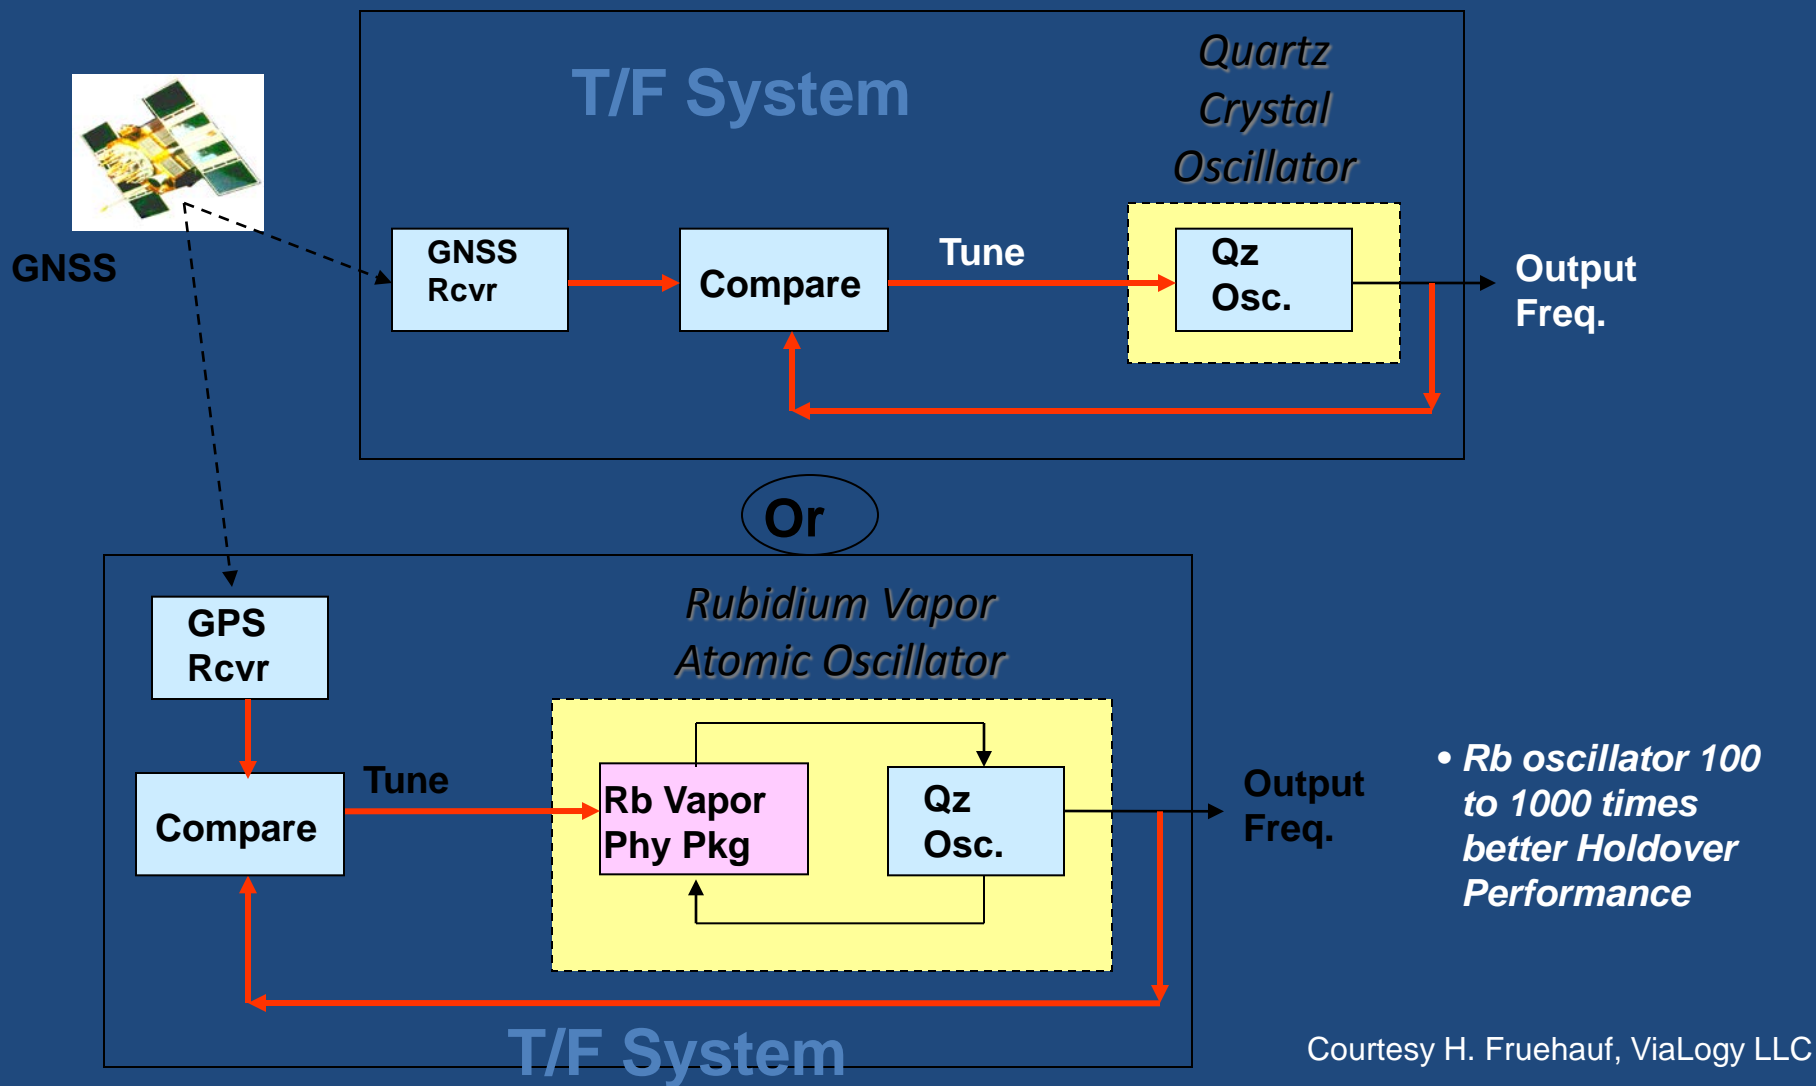 T/F System
Quartz
Crystal
Oscillator
GNSS
GNSS
Rcvr
Compare
Tune
Qz
Osc.
Output
Freq.
Or
Rubidium Vapor
Atomic Oscillator
GPS
Rcvr
Compare
Tune
Rb Vapor
Phy Pkg
Qz
Osc.
Output
Freq.
• Rb oscillator 100
to 1000 times
better Holdover
Performance
T/F System
Courtesy H. Fruehauf, ViaLogy LLC